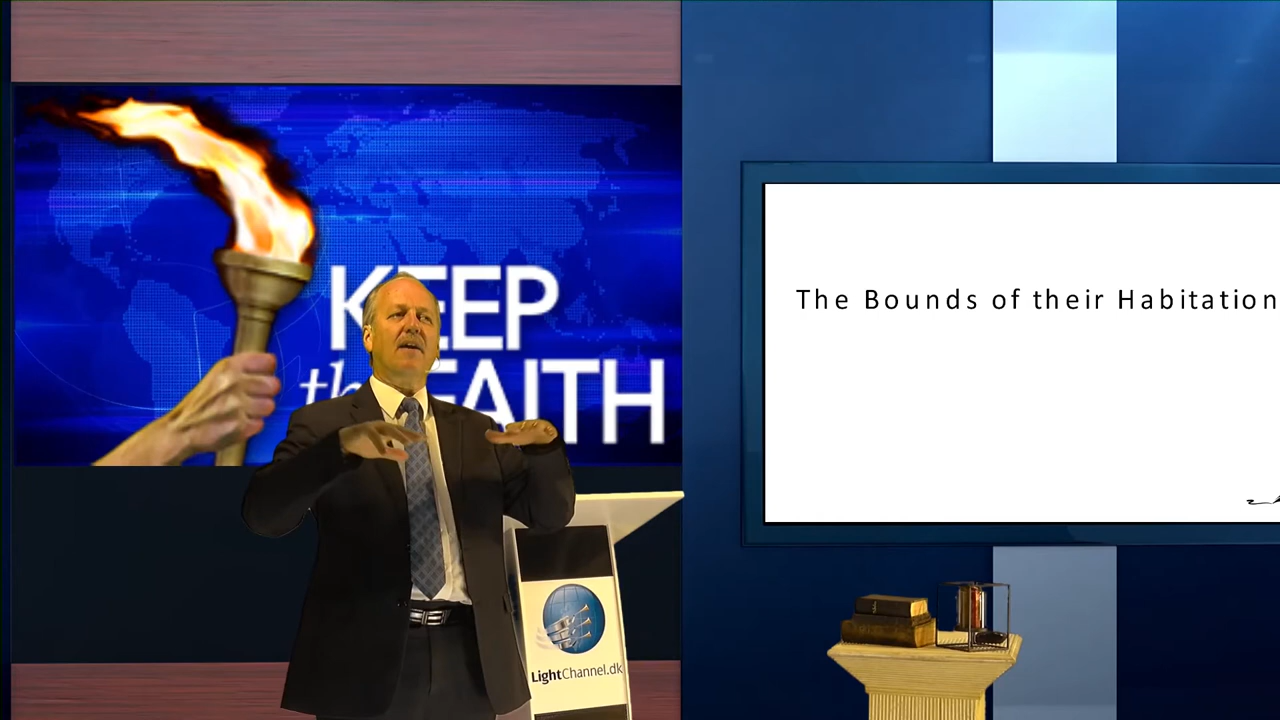 KEEP
the FAITH
The Bounds of their Habitation
LightChannel.dk